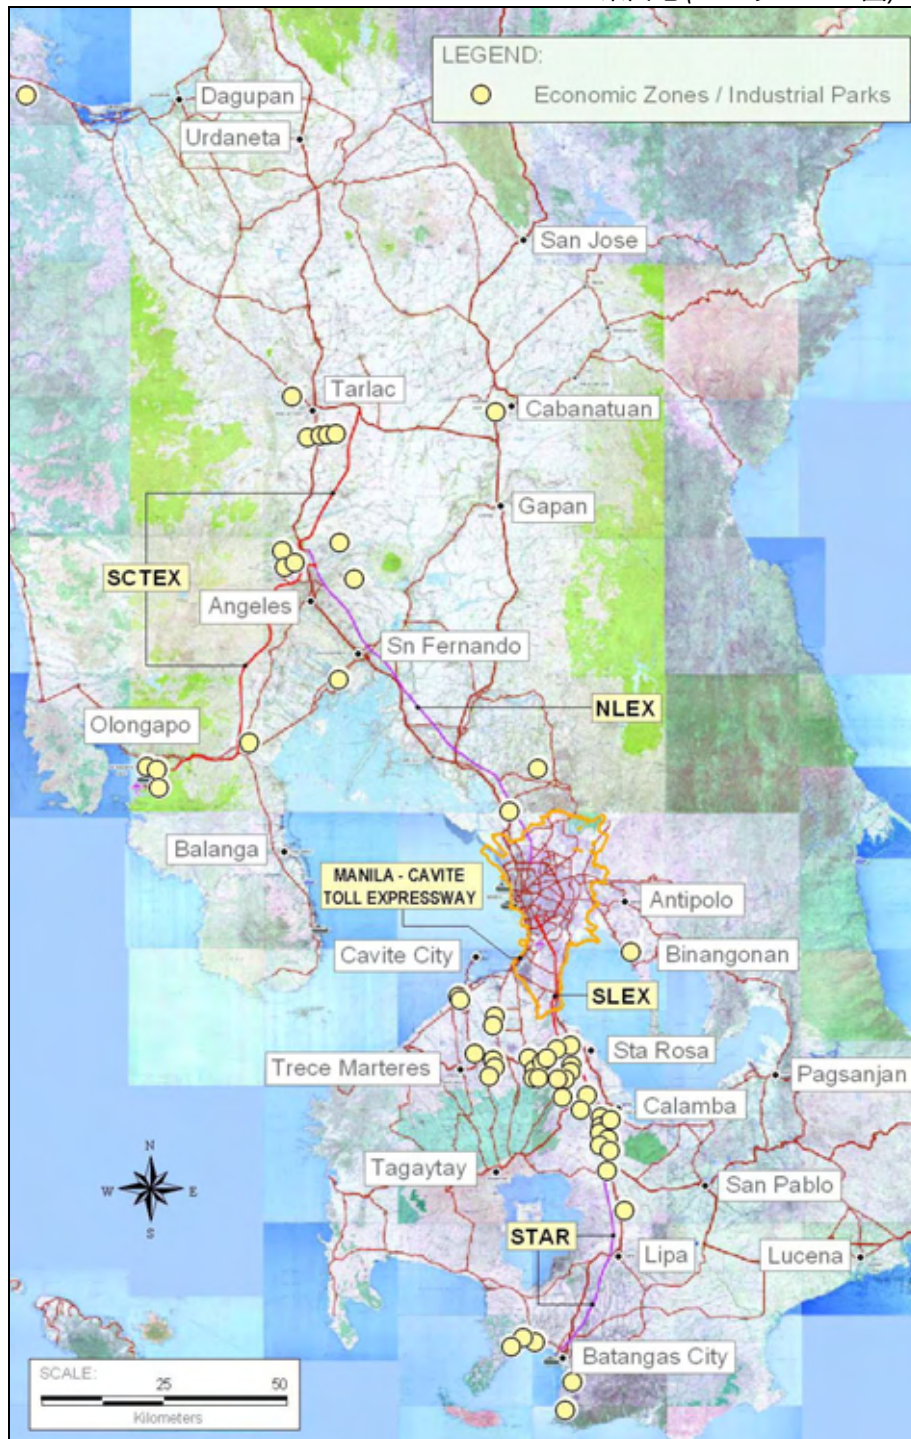 LEGEND:
Economic Zones / Industrial Parks
Dagupan
Urdaneta
San Jose
Tarlac
Cabanatuan
Gapan
SCTEX
Angeles
Sn Fernando
NLEX
Olongapo
Balanga
MANILA - CAVITE
TOLL EXPRESSWAY
Antipolo
Cavite City
Binangonan
SLEX
Sta Rosa
Trece Marteres
Pagsanjan
Calamba
N
W
E
S
Tagaytay
San Pablo
STAR
Lipa
Lucena
Batangas City
SCALE:
25
50
Kilometers